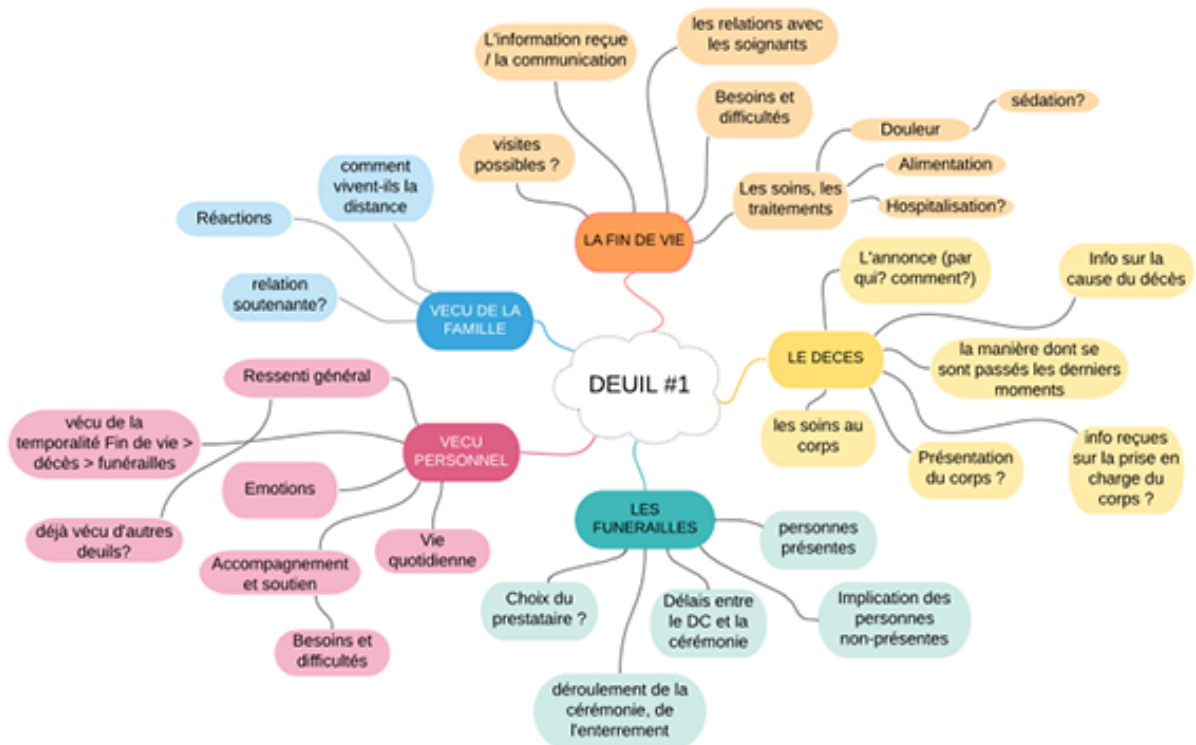 DEUIL #1
LA FIN DE VIE
visites
possibles ?
L'information reçue
/ la communication
les relations avec
les soignants
Besoins et
difficultés
Les soins, les
traitements
Douleur
sédation?
Alimentation
Hospitalisation?
LE DECES
L'annonce (par
qui? comment?)
Info sur la
cause du décès
la manière dont se
sont passés les derniers
moments
info reçues
sur la prise en
charge du
corps ?
Présentation
du corps ?
les soins au
corps
LES
FUNERAILLES
personnes
présentes
Implication des
personnes
non-présentes
Délais entre
le DC et la
cérémonie
déroulement de la
cérémonie, de
l'enterrement
Choix du
prestataire ?
VECU
PERSONNEL
Ressenti général
vécu de la
temporalité Fin de vie >
décès > funérailles
déjà vécu d'autres
deuils?
Emotions
Accompagnement
et soutien
Besoins et
difficultés
Vie
quotidienne
VECU DE LA
FAMILLE
comment
vivent-ils la
distance
Réactions
relation
soutenante?